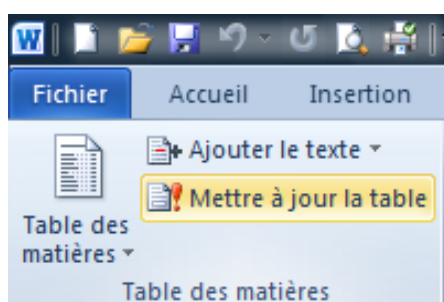 W
Fichier Accueil Insertion
Ajouter le texte
Mettre à jour la table
Table des
matières
Table des matières